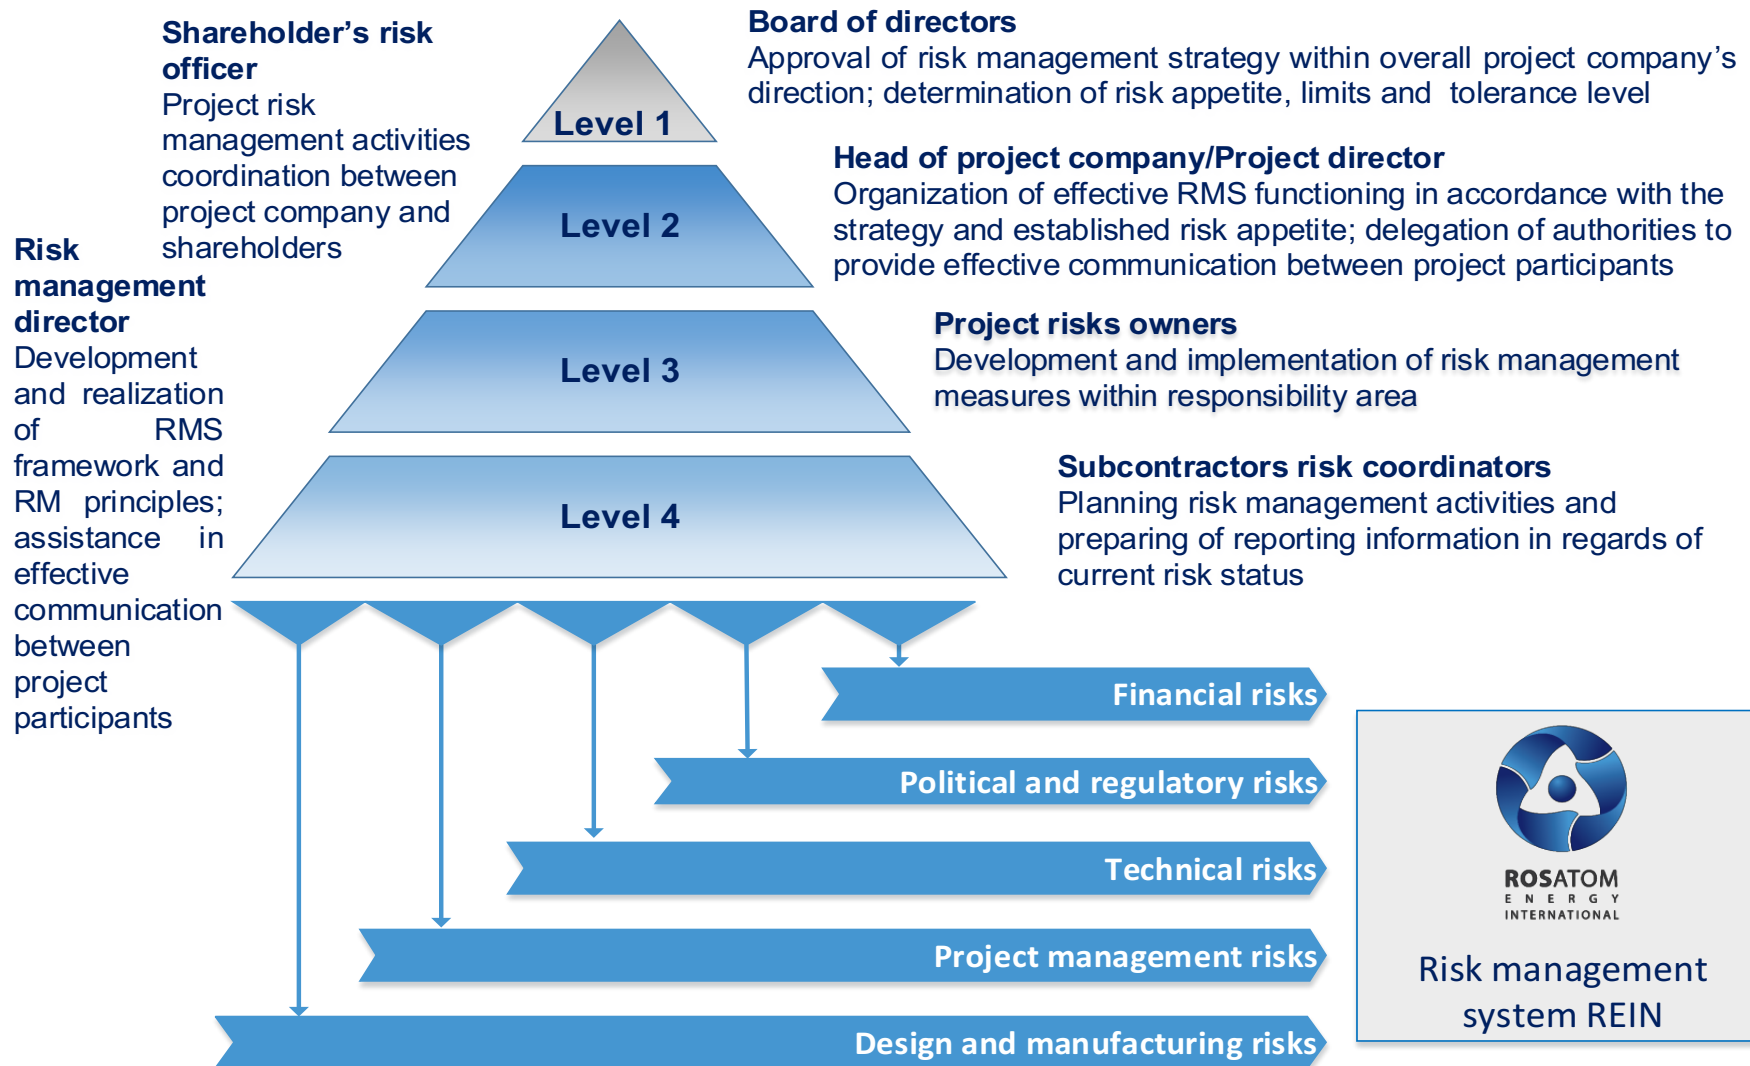 Shareholder’s risk
officer
Project risk
management activities
coordination between
project company and
shareholders
Risk
management
director
Development
and realization
of RMS
framework and
RM principles;
assistance in
effective
communication
between
project
participants
Level 1
Level 2
Level 3
Level 4
Board of directors
Approval of risk management strategy within overall project company’s
direction; determination of risk appetite, limits and tolerance level
Head of project company/Project director
Organization of effective RMS functioning in accordance with the
strategy and established risk appetite; delegation of authorities to
provide effective communication between project participants
Project risks owners
Development and implementation of risk management
measures within responsibility area
Subcontractors risk coordinators
Planning risk management activities and
preparing of reporting information in regards of
current risk status
Financial risks
Political and regulatory risks
Technical risks
Project management risks
Design and manufacturing risks
ROSATOM
ENERGY
INTERNATIONAL
Risk management
system REIN